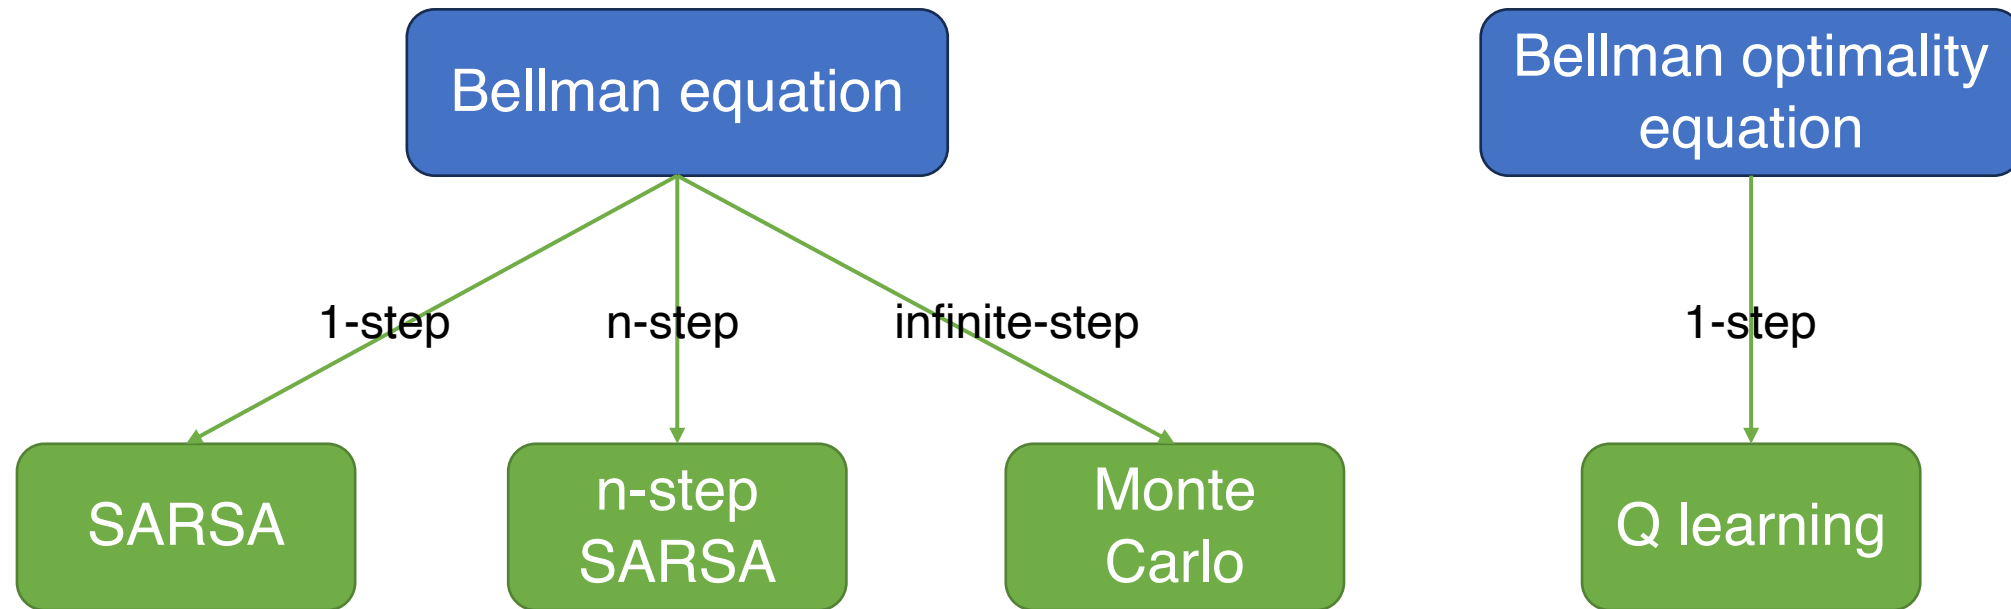 Bellman equation
Bellman optimality
equation
1-step
n-step
infinite-step
1-step
SARSA
n-step
SARSA
Monte
Carlo
Q learning